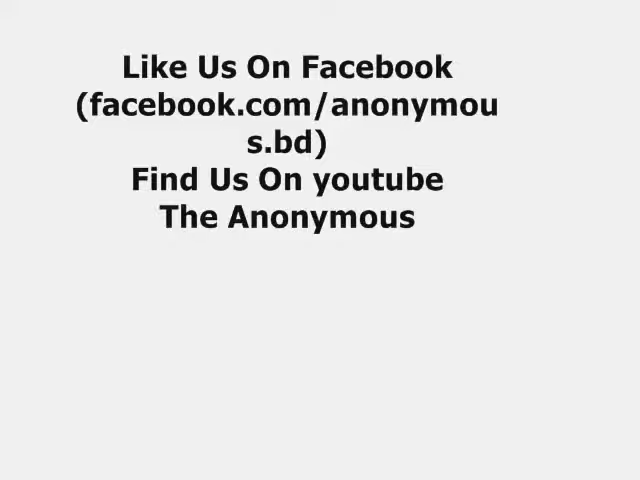 Like Us On Facebook
(facebook.com/anonymou
s.bd)
Find Us On youtube
The Anonymous